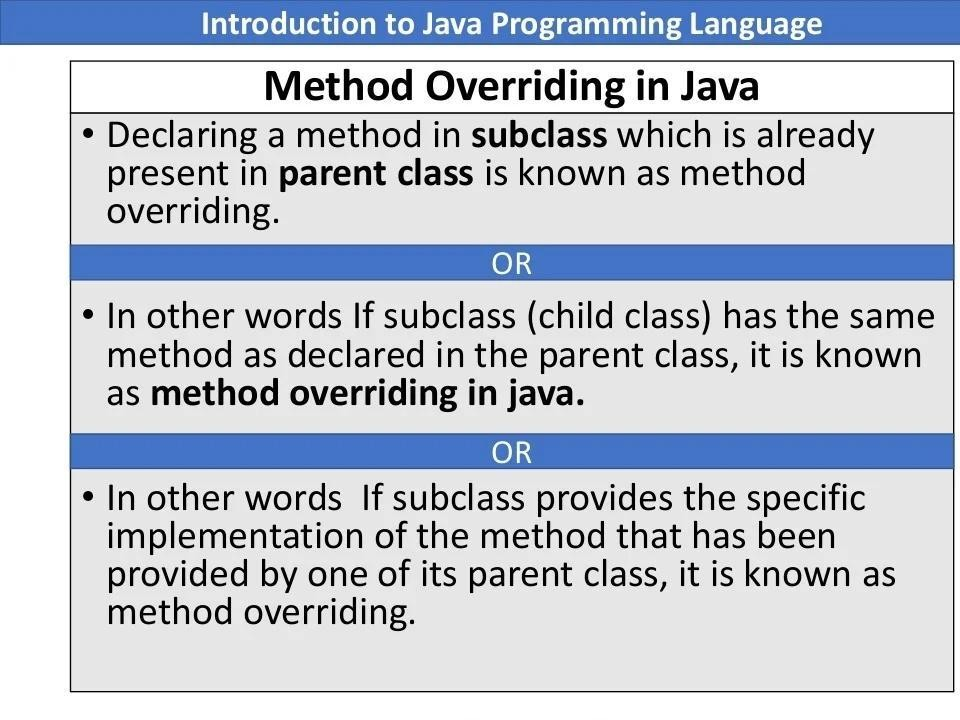 Introduction to Java Programming Language
Method Overriding in Java
• Declaring a method in subclass which is already
present in parent class is known as method
overriding.
OR
• In other words If subclass (child class) has the same
method as declared in the parent class, it is known
as method overriding in java.
OR
• In other words  If subclass provides the specific
implementation of the method that has been
provided by one of its parent class, it is known as
method overriding.